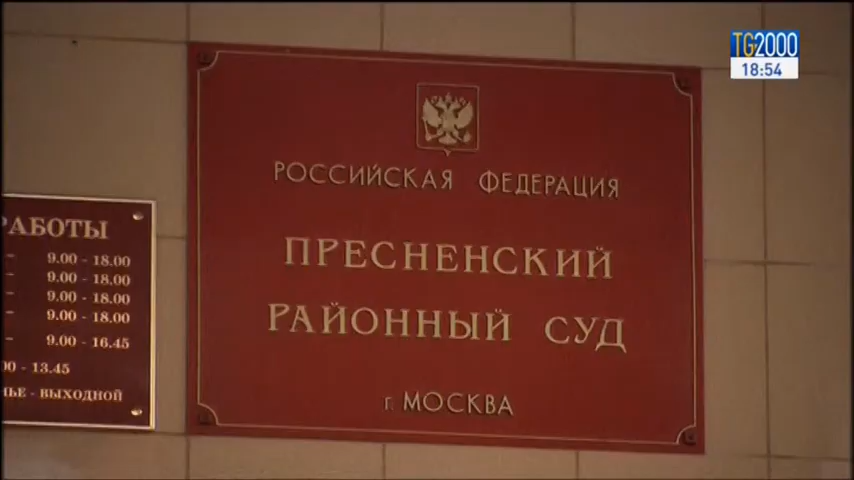 TG2000
18:54
РОССИЙСКАЯ ФЕДЕРАЦИЯ
ПРЕСНЕНСКИЙ
РАЙОННЫЙ СУД
г. МОСКВА
РАБОТЫ
9.00 - 18.00
9.00 - 18.00
9.00 - 18.00
9.00 - 18.00
9.00 - 16.45
00 - 13.45
- ВЫХОДНОЙ